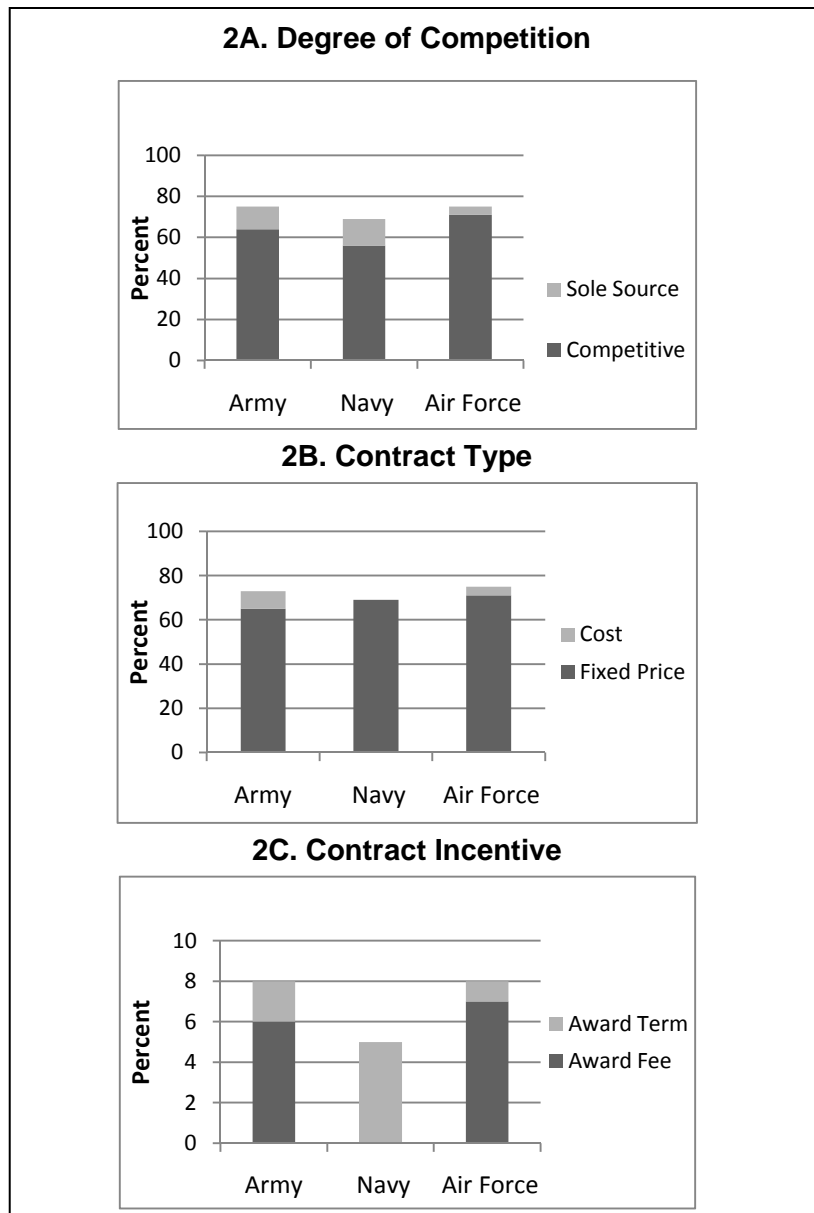 2A. Degree of Competition
100
80
60
40
20
0
Percent
Army Navy Air Force
Sole Source
Competitive
2B. Contract Type
100
80
60
40
20
0
Percent
Army Navy Air Force
Cost
Fixed Price
2C. Contract Incentive
10
8
6
4
2
0
Percent
Army Navy Air Force
Award Term
Award Fee